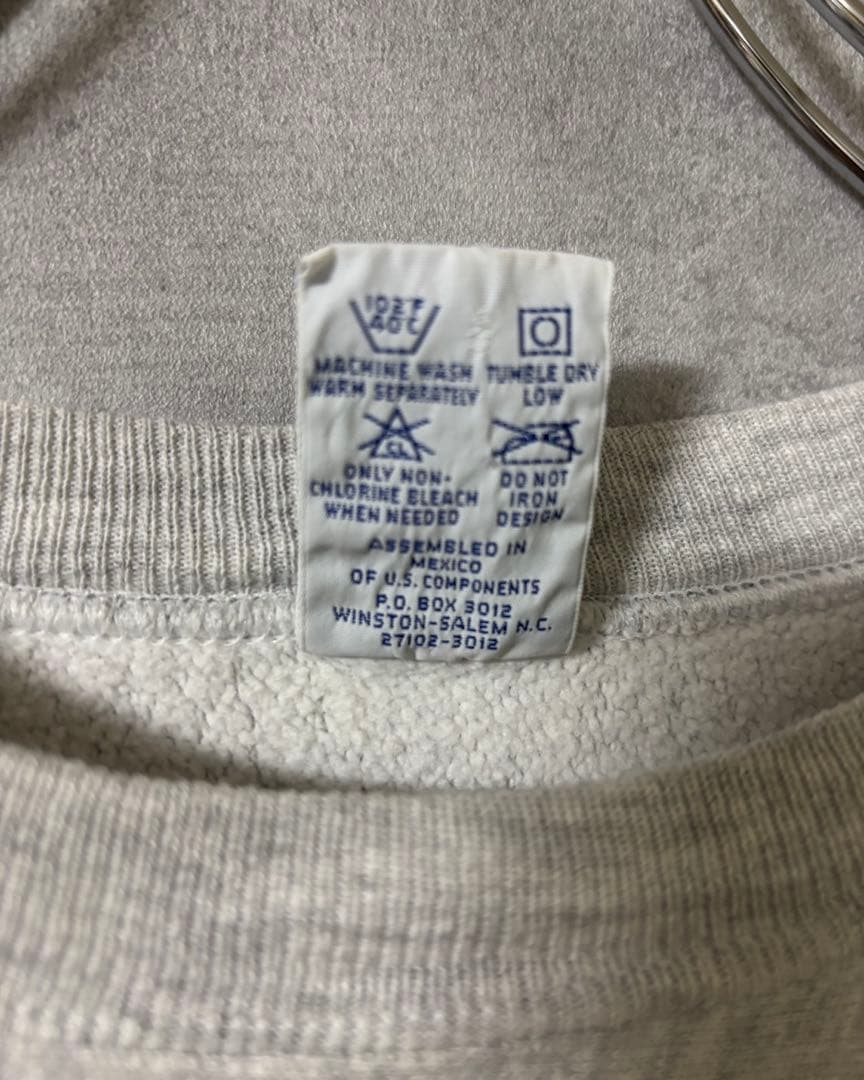 102°F
40°C
MACHINE WASH
WARM SEPARATELY
TUMBLE DRY
LOW
CL
ONLY NON-
CHLORINE BLEACH
WHEN NEEDED
DO NOT
IRON
DESIGN
ASSEMBLED IN
MEXICO
OF U.S. COMPONENTS
P.O. BOX 3012
WINSTON-SALEM N.C.
27102-3012